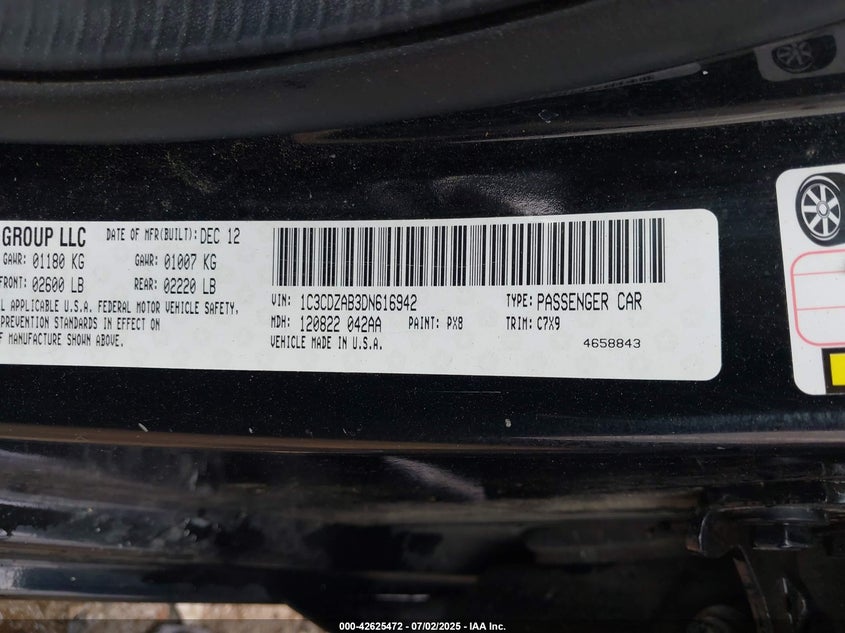 GROUP LLC DATE OF MFR(BUILT): DEC 12
GAWR: 01180 KG GAWR: 01007 KG
FRONT: 02600 LB REAR: 02220 LB
APPLICABLE U.S.A. FEDERAL MOTOR VEHICLE SAFETY,
PREVENTION STANDARDS IN EFFECT ON
MANUFACTURE SHOWN ABOVE.
VIN: 1C3CDZAB3DN616942 TYPE: PASSENGER CAR
MDH: 120822 042AA PAINT: PX8 TRIM: C7X9
VEHICLE MADE IN U.S.A. 4658843
000-42625472 - 07/02/2025 - IAA Inc.